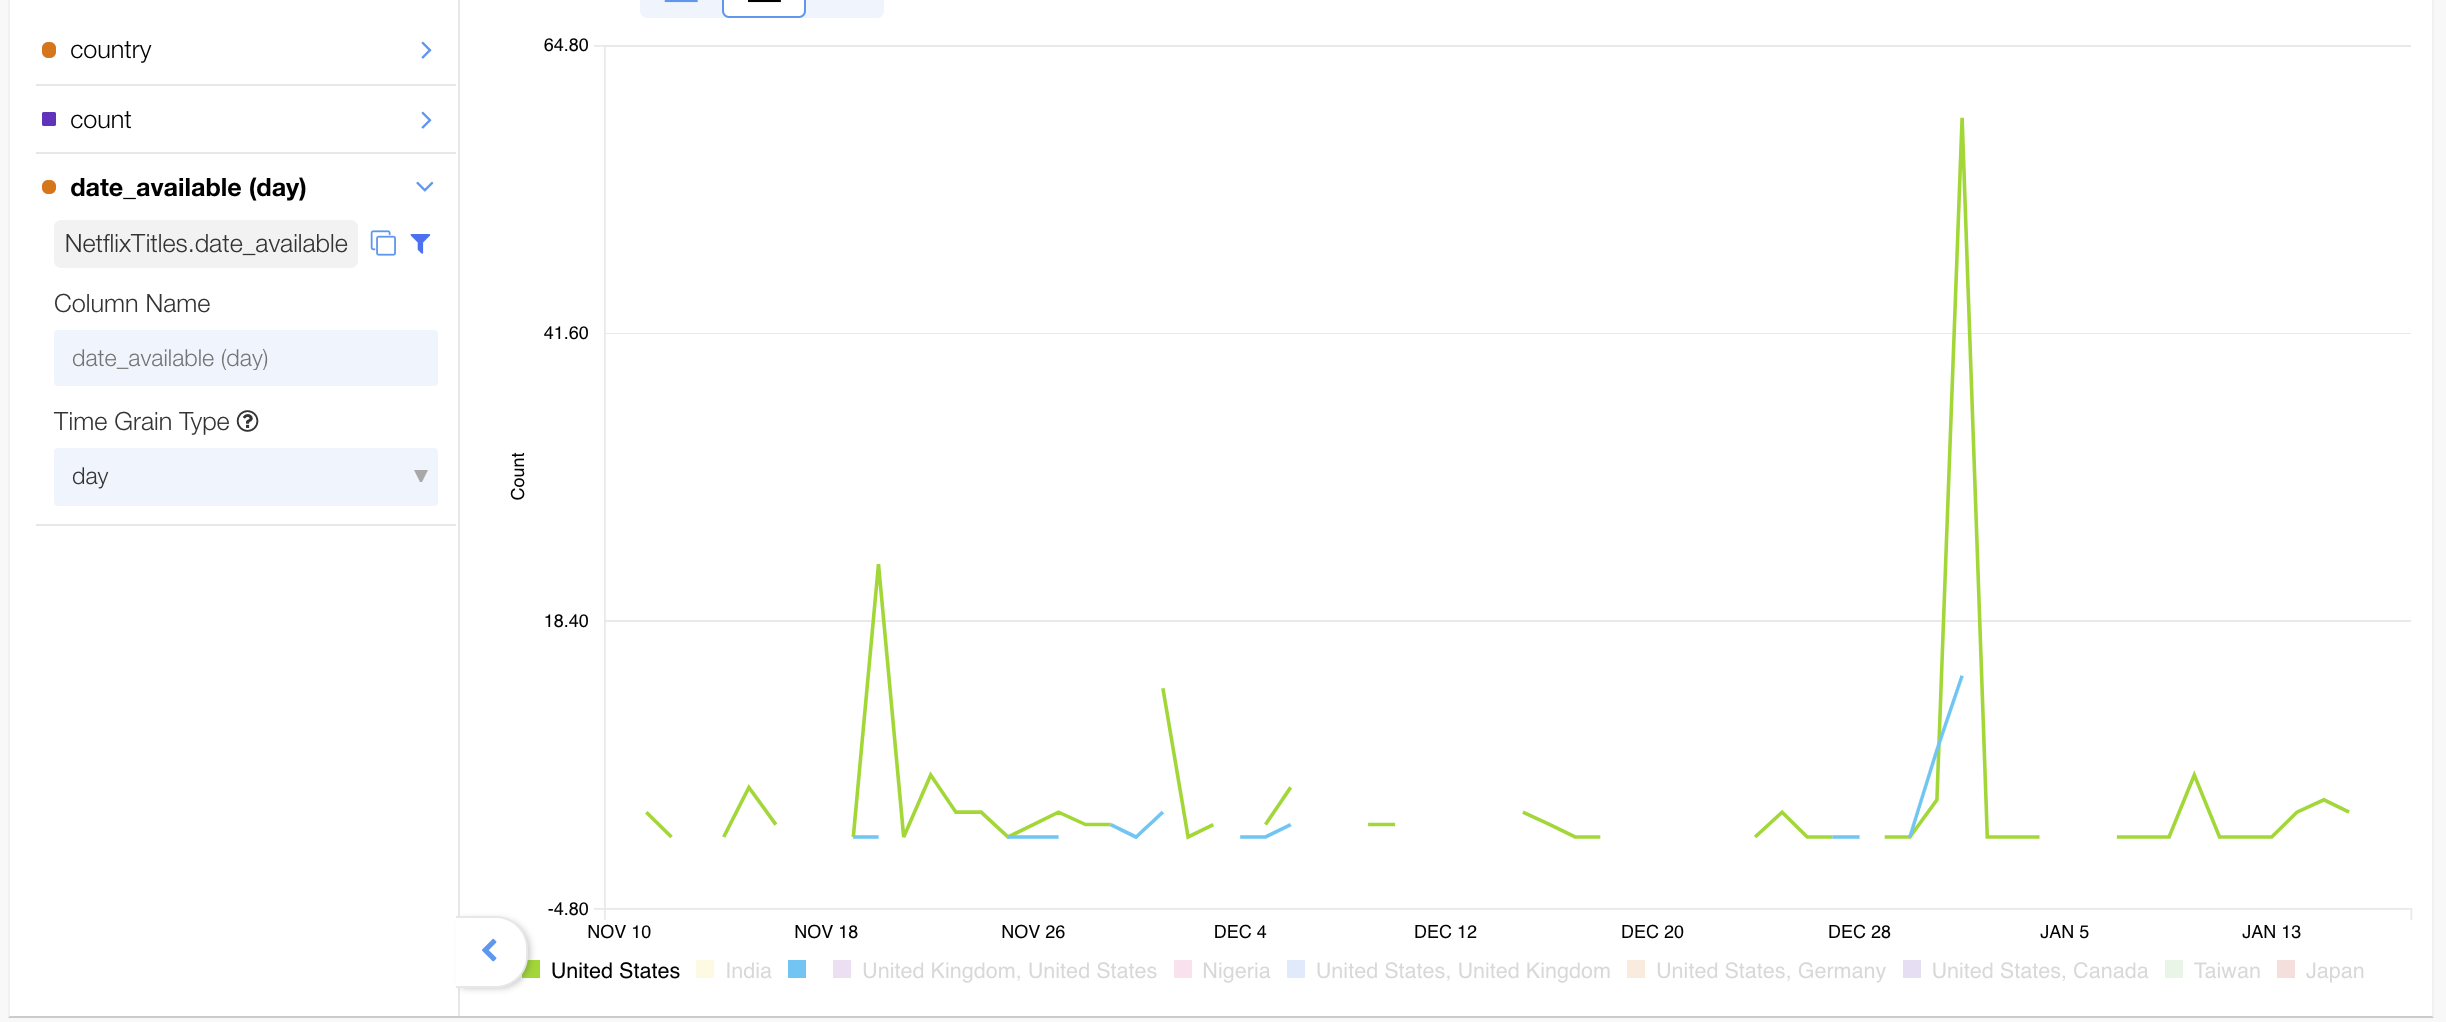 country
count
date_available (day)
NetflixTitles.date_available
Column Name
date_available (day)
Time Grain Type ?
day
64.80
41.60
18.40
-4.80
Count
NOV 10 NOV 18 NOV 26 DEC 4 DEC 12 DEC 20 DEC 28 JAN 5 JAN 13
United States India United Kingdom, United States Nigeria United States, United Kingdom United States, Germany United States, Canada Taiwan Japan